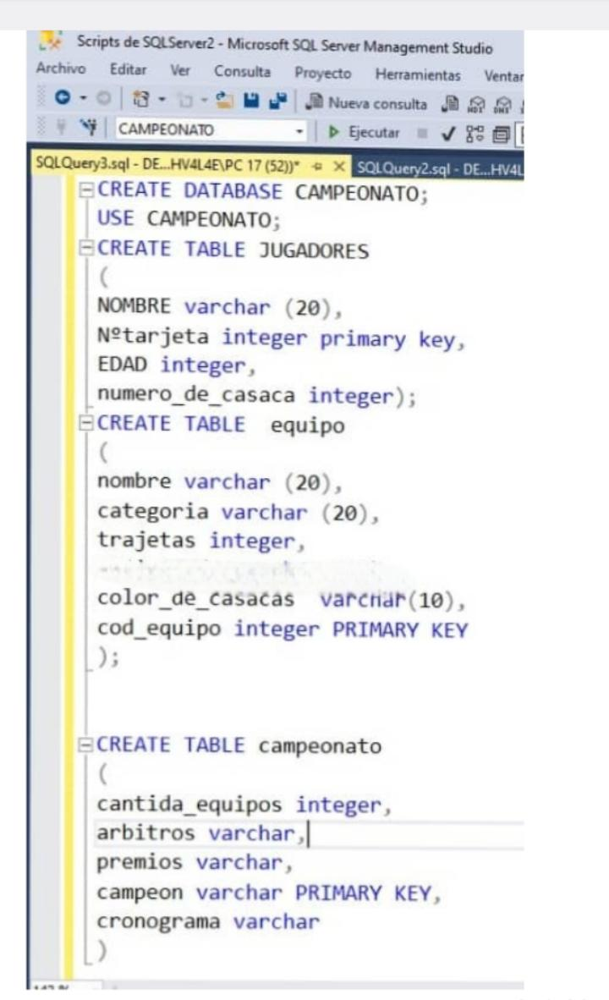 Scripts de SQLServer2 - Microsoft SQL Server Management Studio
Archivo Editar Ver Consulta Proyecto Herramientas Ventar
Nueva consulta
CAMPEONATO Ejecutar
SQLQuery3.sql - DE...HV4L4E\PC 17 (52))* SQLQuery2.sql - DE...HV4L
CREATE DATABASE CAMPEONATO;
USE CAMPEONATO;
CREATE TABLE JUGADORES
(
NOMBRE varchar (20),
Nºtarjeta integer primary key,
EDAD integer,
numero_de_casaca integer);
CREATE TABLE equipo
(
nombre varchar (20),
categoria varchar (20),
trajetas integer,
color_de_casacas varchar(10),
cod_equipo integer PRIMARY KEY
);
CREATE TABLE campeonato
(
cantida_equipos integer,
arbitros varchar,
premios varchar,
campeon varchar PRIMARY KEY,
cronograma varchar
)